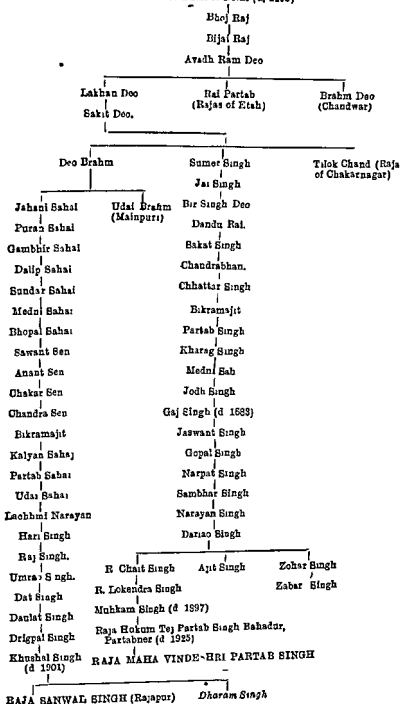 Bhoj Raj
Bijai Raj
Avadh Ram Deo
Lakhan Deo
Rai Partab
(Rajas of Etah)
Brahm Deo
(Chandwar)
Sakit Deo.
Deo Brahm
Sumer Singh
Tilok Chand (Raja
of Chakarnagar)
Jai Singh
Jahani Sahai
Udai Brahm
(Mainpuri)
Bir Singh Deo
Puran Sahai
Dandu Rai.
Gambhir Sahai
Sakat Singh
Dalip Sahai
Chandrabhan.
Sundar Sahai
Chhattar Singh
Medni Sahai
Bikramajit
Bhopal Sahai
Partab Singh
Sawant Sen
Kharag Singh
Anant Sen
Medni Sah
Chakar Sen
Jodh Singh
Chandra Sen
Gaj Singh (d 1683)
Bikramajit
Jaswant Singh
Kalyan Sahaj
Gopal Singh
Partab Sahai
Narpat Singh
Udai Sahai
Sambhar Singh
Lachhmi Narayan
Narayan Singh
Hari Singh
Dariao Singh
Raj Singh.
R Chait Singh
Ajit Singh
Zohar Singh
Umrao Singh.
R. Lokendra Singh
Zabar Singh
Dat Singh
Muhkam Singh (d 1897)
Daulat Singh
Raja Hokum Tej Partab Singh Bahadur,
Partabner (d 1925)
Drigpal Singh
Khushal Singh
(d 1901)
RAJA MAHA VINDE-HRI PARTAB SINGH
RAJA SANWAL SINGH (Rajapur)
Dharam Singh